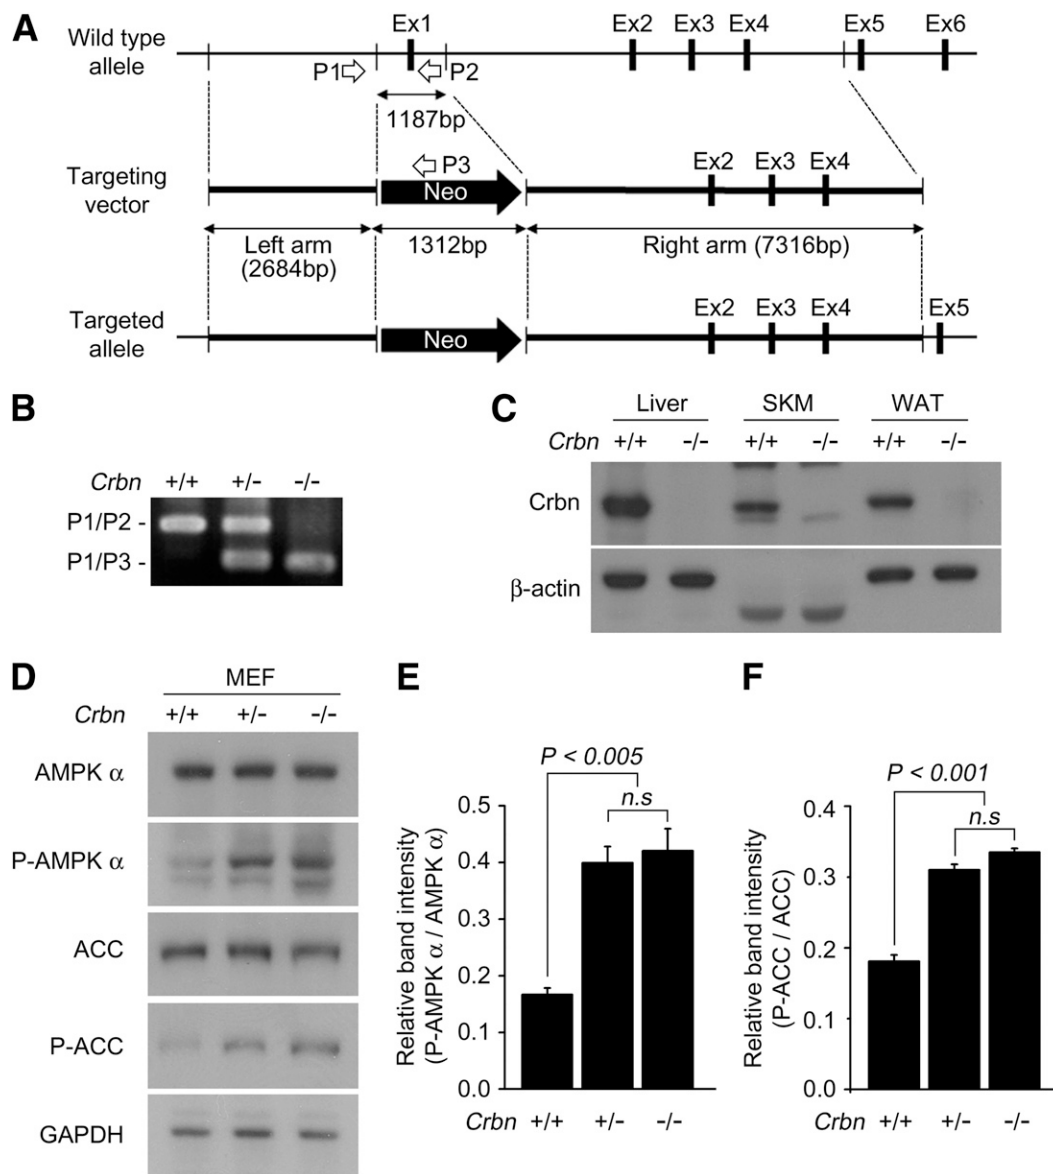 A
Wild type allele
Ex1 Ex2 Ex3 Ex4 Ex5 Ex6
P1 P2
1187bp
P3
Ex2 Ex3 Ex4
Targeting vector
Neo
Left arm (2684bp)
1312bp
Right arm (7316bp)
Ex2 Ex3 Ex4 Ex5
Targeted allele
Neo
B
Crbn +/+ +/- -/-
P1/P2 -
P1/P3 -
C
Liver SKM WAT
Crbn +/+ -/- +/+ -/- +/+ -/-
Crbn
β-actin
D
MEF
Crbn +/+ +/- -/-
AMPK α
P-AMPK α
ACC
P-ACC
GAPDH
E
P < 0.005
n.s
Relative band intensity
(P-AMPK α / AMPK α)
0.5
0.4
0.3
0.2
0.1
0.0
Crbn +/+ +/- -/-
F
P < 0.001
n.s
Relative band intensity
(P-ACC / ACC)
0.4
0.3
0.2
0.1
0.0
Crbn +/+ +/- -/-